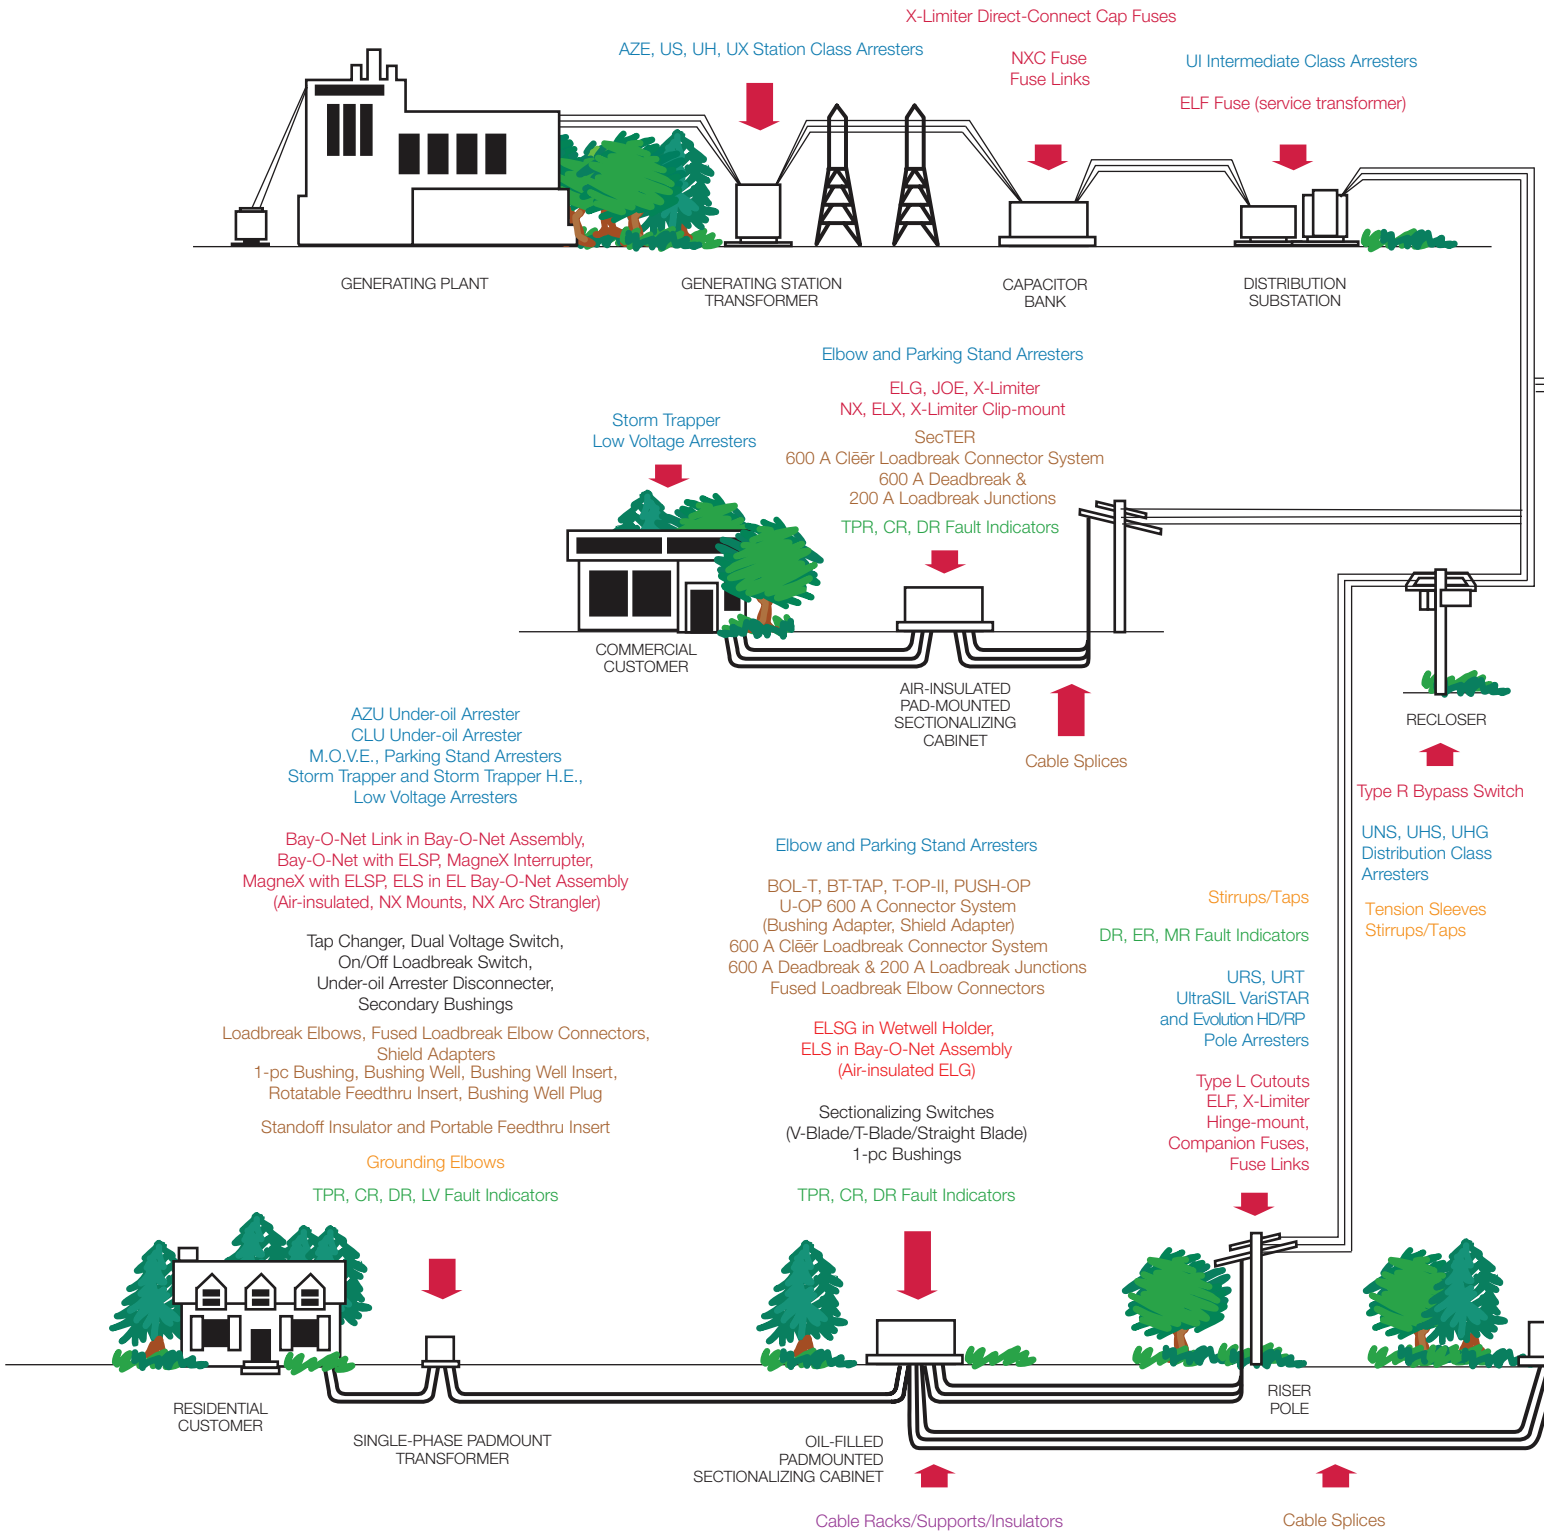 X-Limiter Direct-Connect Cap Fuses
AZE, US, UH, UX Station Class Arresters
NXC Fuse
Fuse Links
UI Intermediate Class Arresters
ELF Fuse (service transformer)
GENERATING PLANT
GENERATING STATION
TRANSFORMER
CAPACITOR
BANK
DISTRIBUTION
SUBSTATION
Elbow and Parking Stand Arresters
ELG, JOE, X-Limiter
NX, ELX, X-Limiter Clip-mount
SecTER
600 A Clēēr Loadbreak Connector System
600 A Deadbreak &
200 A Loadbreak Junctions
TPR, CR, DR Fault Indicators
Storm Trapper
Low Voltage Arresters
COMMERCIAL
CUSTOMER
AIR-INSULATED
PAD-MOUNTED
SECTIONALIZING
CABINET
Cable Splices
RECLOSER
Type R Bypass Switch
UNS, UHS, UHG
Distribution Class
Arresters
Tension Sleeves
Stirrups/Taps
AZU Under-oil Arrester
CLU Under-oil Arrester
M.O.V.E., Parking Stand Arresters
Storm Trapper and Storm Trapper H.E.,
Low Voltage Arresters
Bay-O-Net Link in Bay-O-Net Assembly,
Bay-O-Net with ELSP, MagneX Interrupter,
MagneX with ELSP, ELS in EL Bay-O-Net Assembly
(Air-insulated, NX Mounts, NX Arc Strangler)
Tap Changer, Dual Voltage Switch,
On/Off Loadbreak Switch,
Under-oil Arrester Disconnecter,
Secondary Bushings
Loadbreak Elbows, Fused Loadbreak Elbow Connectors,
Shield Adapters
1-pc Bushing, Bushing Well, Bushing Well Insert,
Rotatable Feedthru Insert, Bushing Well Plug
Standoff Insulator and Portable Feedthru Insert
Grounding Elbows
TPR, CR, DR, LV Fault Indicators
Elbow and Parking Stand Arresters
BOL-T, BT-TAP, T-OP-II, PUSH-OP
U-OP 600 A Connector System
(Bushing Adapter, Shield Adapter)
600 A Clēēr Loadbreak Connector System
600 A Deadbreak & 200 A Loadbreak Junctions
Fused Loadbreak Elbow Connectors
ELSG in Wetwell Holder,
ELS in Bay-O-Net Assembly
(Air-insulated ELG)
Sectionalizing Switches
(V-Blade/T-Blade/Straight Blade)
1-pc Bushings
TPR, CR, DR Fault Indicators
Stirrups/Taps
DR, ER, MR Fault Indicators
URS, URT
UltraSIL VariSTAR
and Evolution HD/RP
Pole Arresters
Type L Cutouts
ELF, X-Limiter
Hinge-mount,
Companion Fuses,
Fuse Links
RESIDENTIAL
CUSTOMER
SINGLE-PHASE PADMOUNT
TRANSFORMER
OIL-FILLED
PADMOUNTED
SECTIONALIZING CABINET
RISER
POLE
Cable Racks/Supports/Insulators
Cable Splices